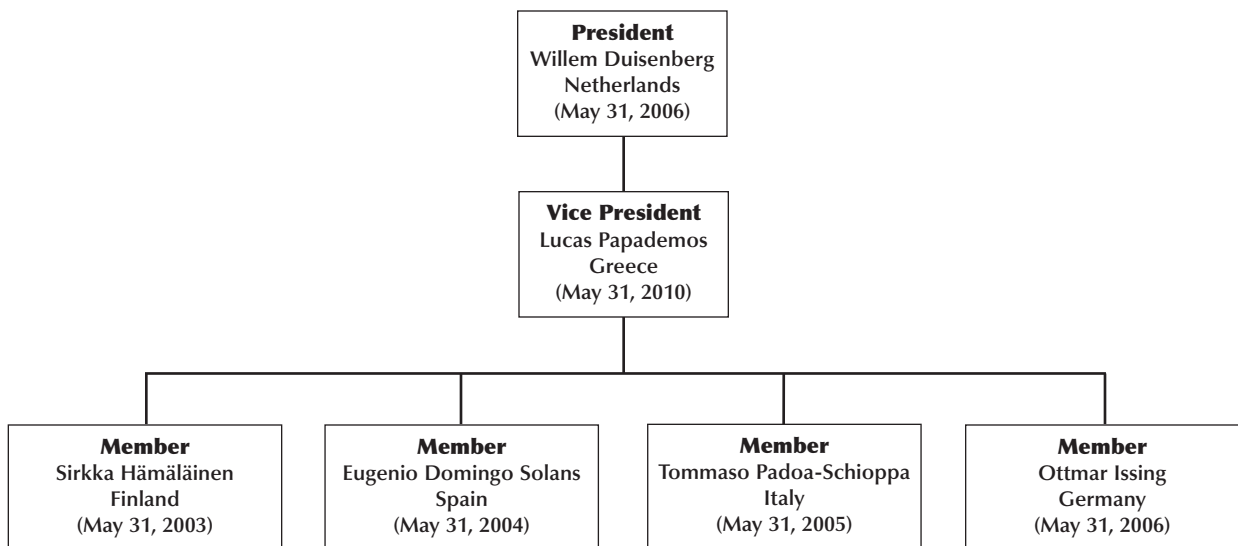 President
Willem Duisenberg
Netherlands
(May 31, 2006)
Vice President
Lucas Papademos
Greece
(May 31, 2010)
Member
Sirkka Hämäläinen
Finland
(May 31, 2003)
Member
Eugenio Domingo Solans
Spain
(May 31, 2004)
Member
Tommaso Padoa-Schioppa
Italy
(May 31, 2005)
Member
Ottmar Issing
Germany
(May 31, 2006)